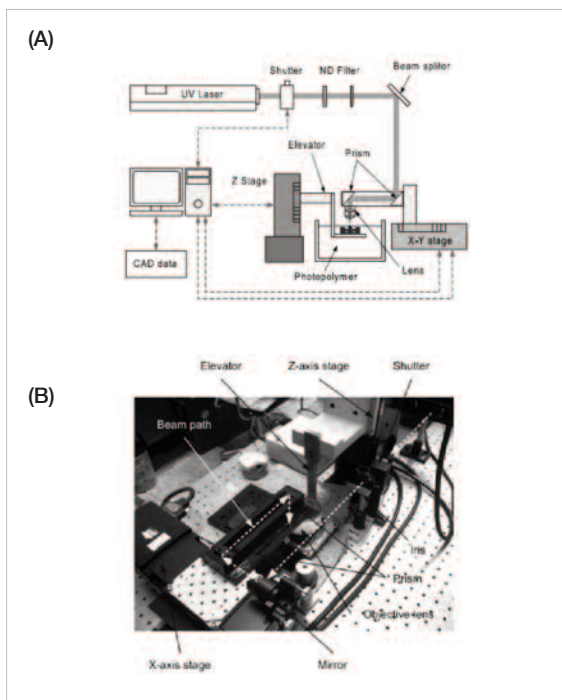 (A)
Shutter
ND Filter
Beam spliter
UV Laser
Elevator
Prism
Z Stage
X-Y stage
CAD data
Photopolymer
Lens
(B)
Elevator
Z-axis stage
Shutter
Beam path
Iris
Prism
Objective lens
X-axis stage
Mirror